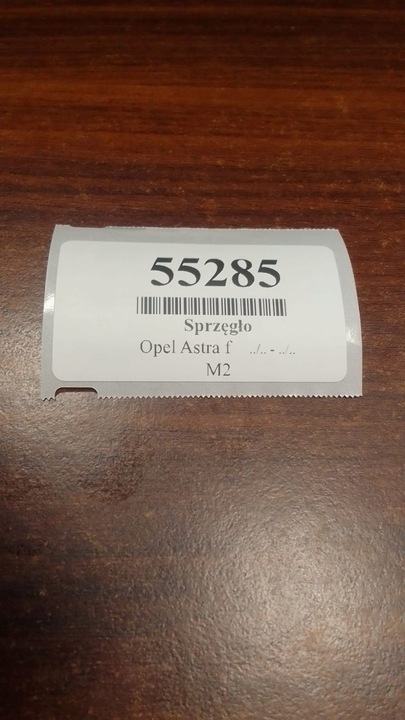 55285
Sprzęgło
Opel Astra f ../.. - ../..
M2